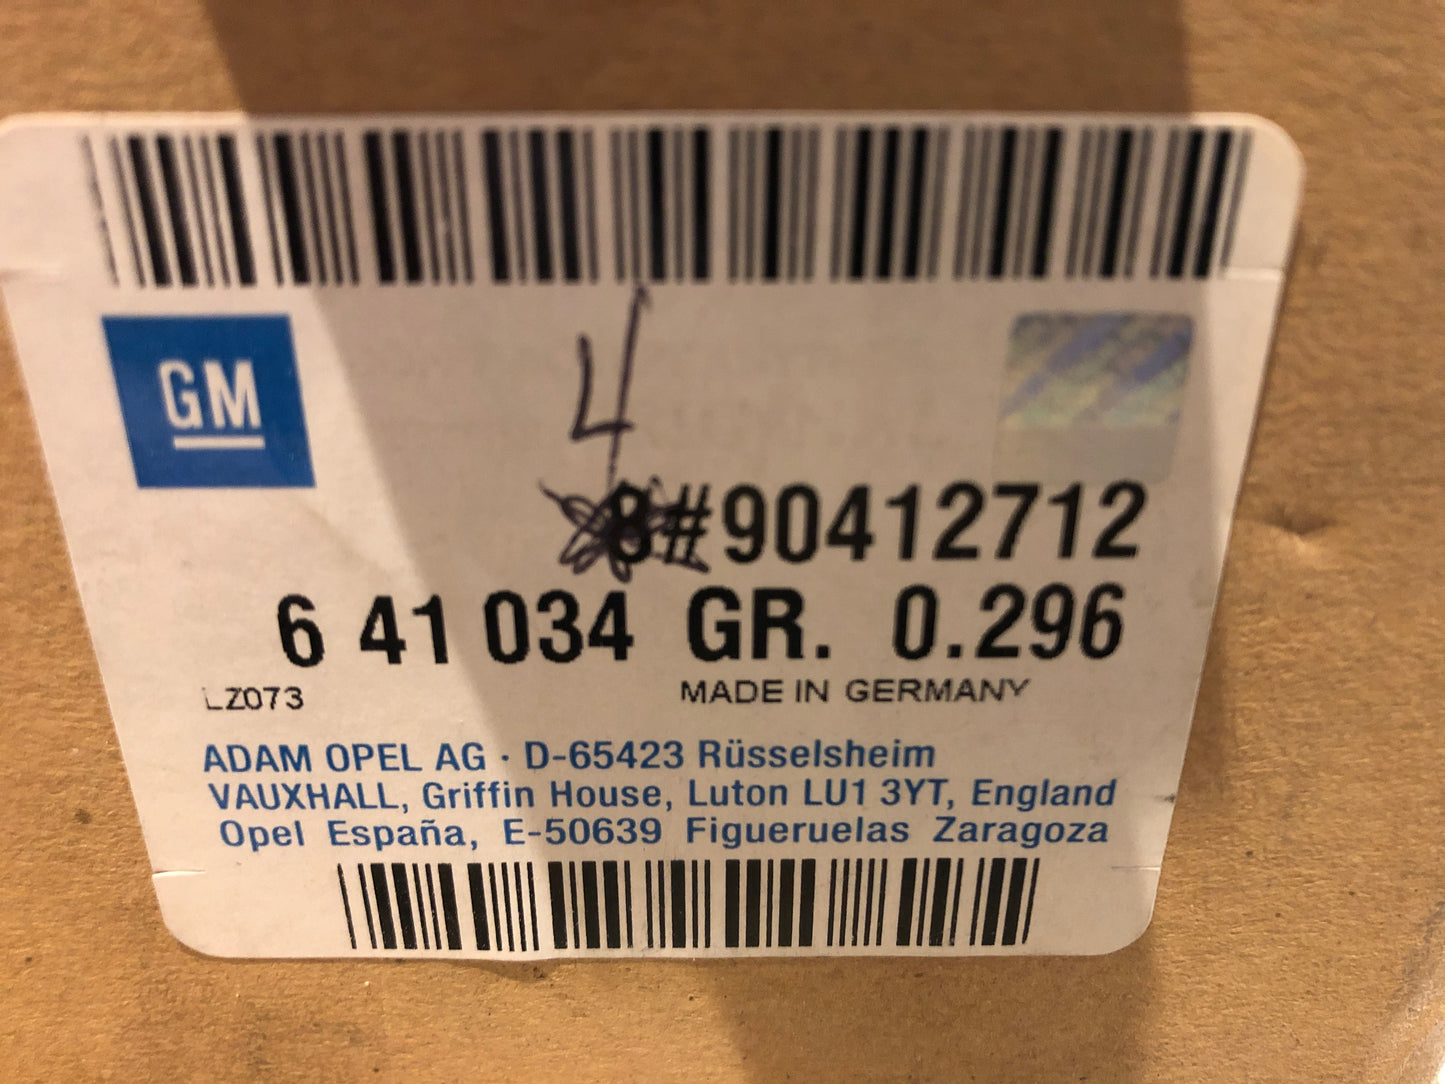 GM
4
8#90412712
6 41 034 GR. 0.296
LZ073 MADE IN GERMANY
ADAM OPEL AG · D-65423 Rüsselsheim
VAUXHALL, Griffin House, Luton LU1 3YT, England
Opel España, E-50639 Figueruelas Zaragoza